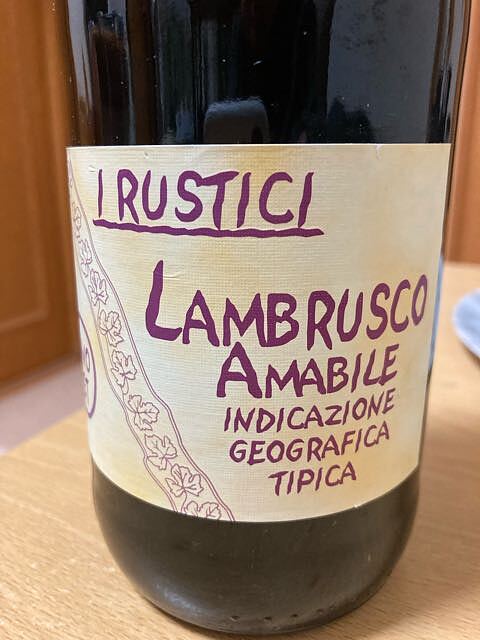 I RUSTICI
LAMBRUSCO
AMABILE
INDICAZIONE
GEOGRAFICA
TIPICA